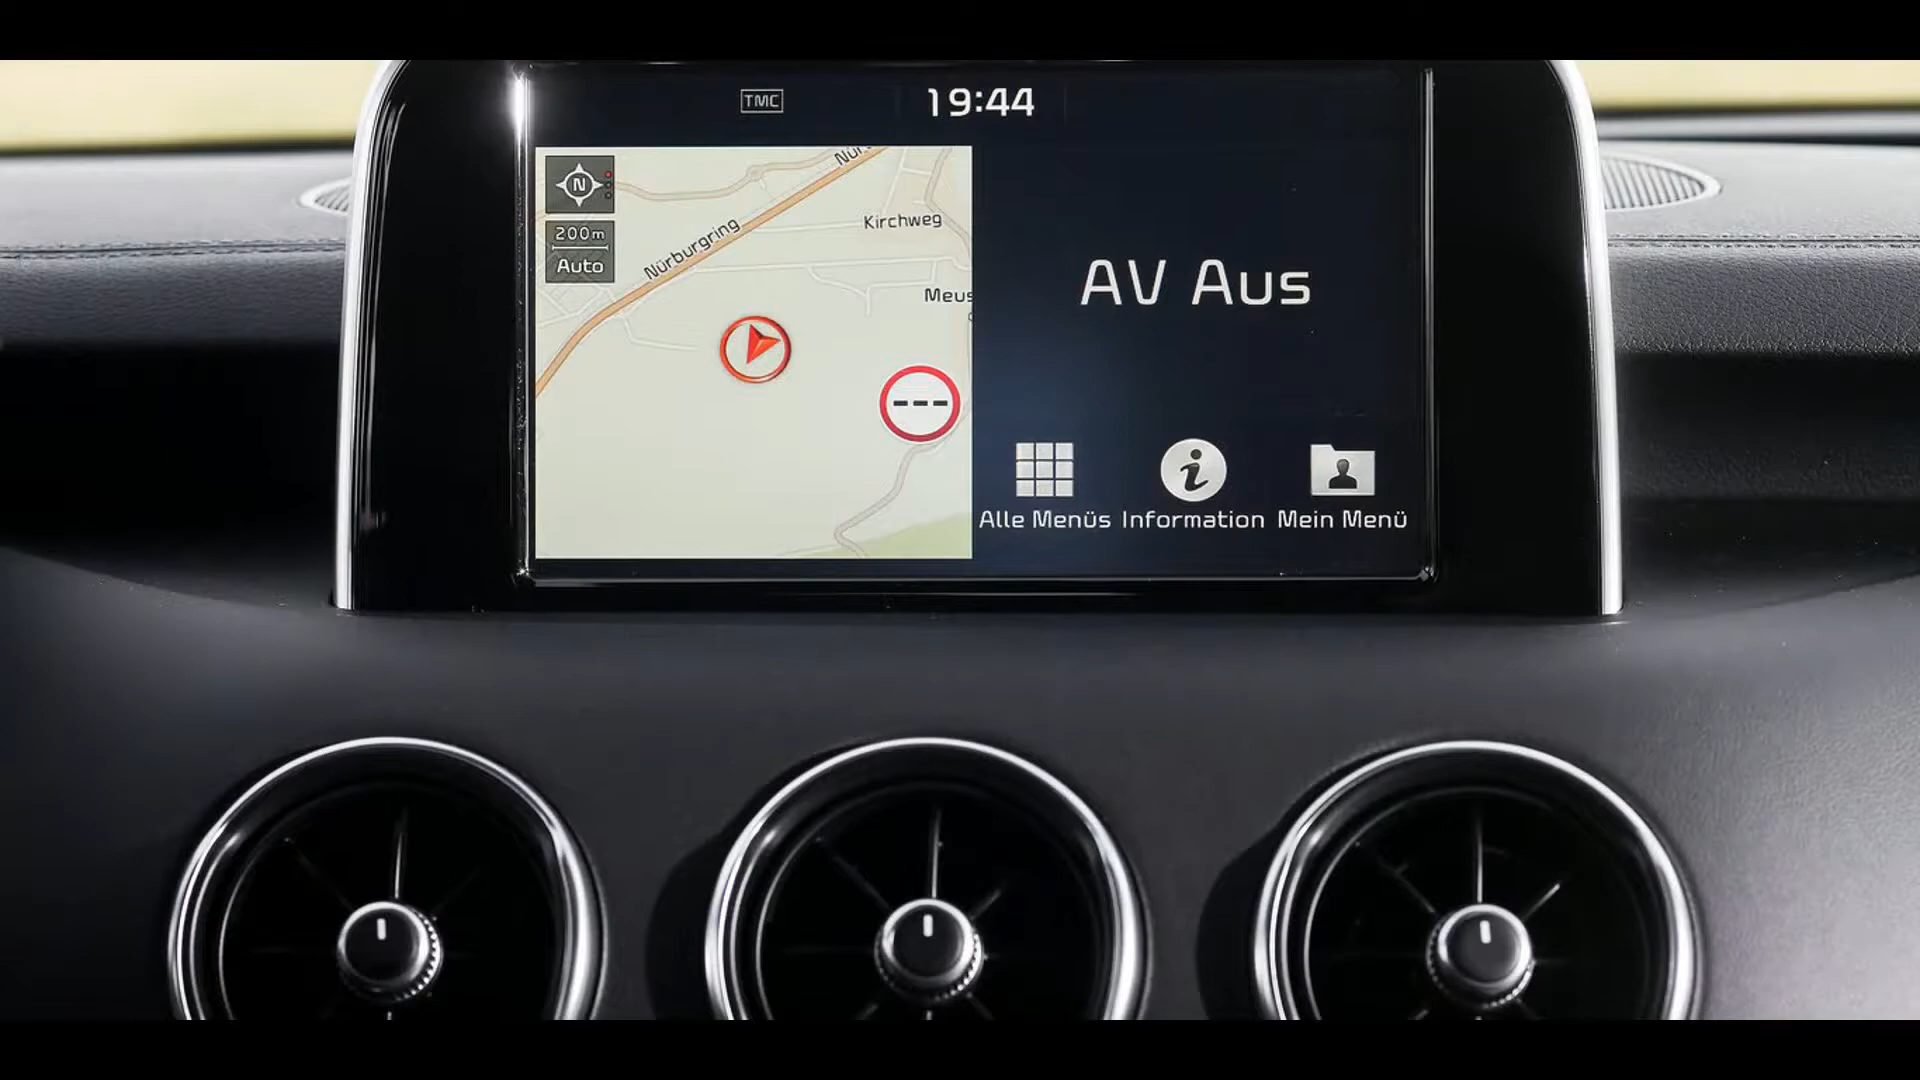 TMC
19:44
N
200m
Auto
Nürburgring
Kirchweg
AV Aus
Alle Menüs
Information
Mein Menü